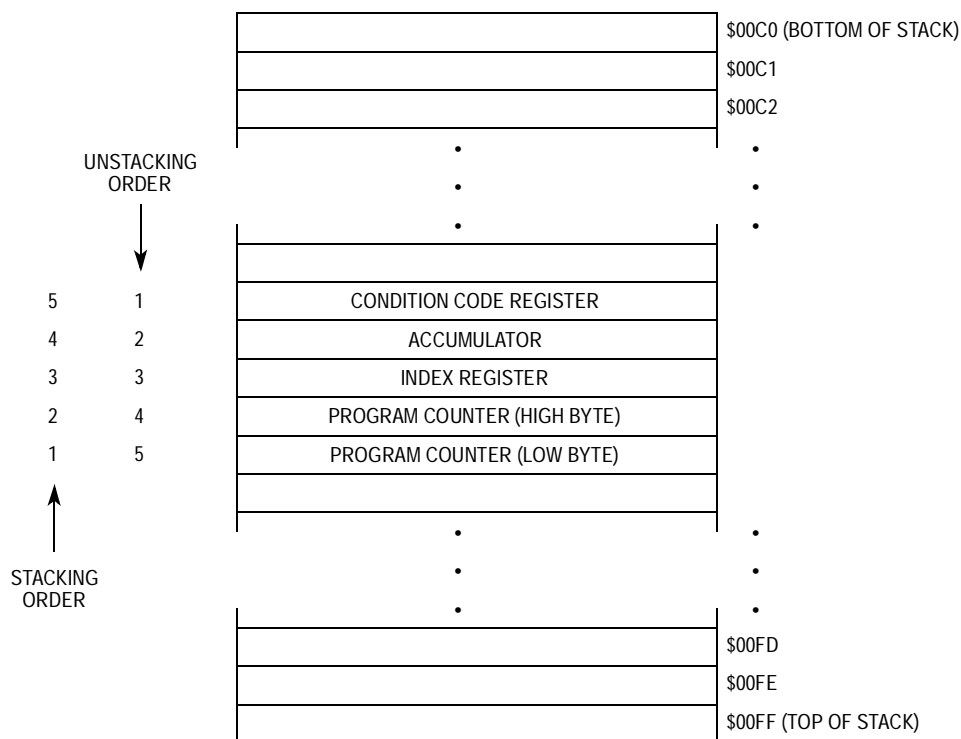 $00C0 (BOTTOM OF STACK)
$00C1
$00C2
UNSTACKING
ORDER
5 1 CONDITION CODE REGISTER
4 2 ACCUMULATOR
3 3 INDEX REGISTER
2 4 PROGRAM COUNTER (HIGH BYTE)
1 5 PROGRAM COUNTER (LOW BYTE)
STACKING
ORDER
$00FD
$00FE
$00FF (TOP OF STACK)